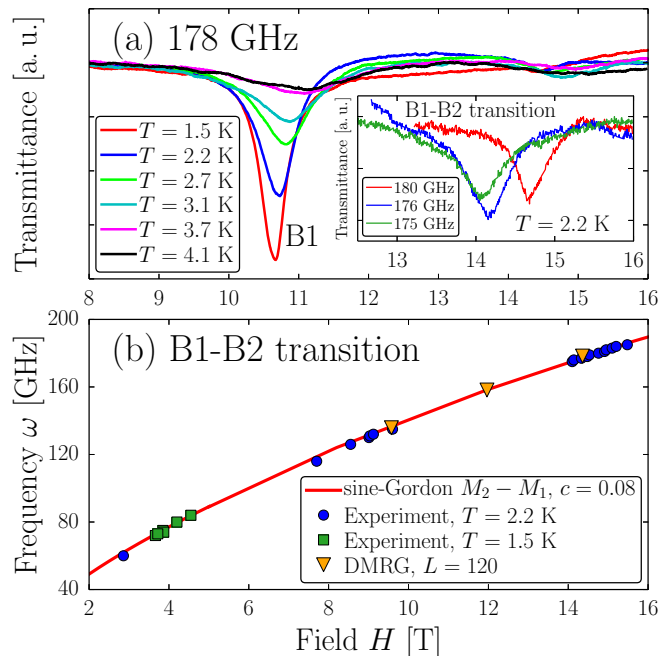 (a) 178 GHz
Transmittance [a. u.]
T = 1.5 K
T = 2.2 K
T = 2.7 K
T = 3.1 K
T = 3.7 K
T = 4.1 K
B1
B1-B2 transition
Transmittance [a. u.]
180 GHz
176 GHz
175 GHz
T = 2.2 K
13 14 15 16
8 9 10 11 12 13 14 15 16
(b) B1-B2 transition
Frequency ω [GHz]
200
160
120
80
40
sine-Gordon M₂ − M₁, c = 0.08
Experiment, T = 2.2 K
Experiment, T = 1.5 K
DMRG, L = 120
2 4 6 8 10 12 14 16
Field H [T]